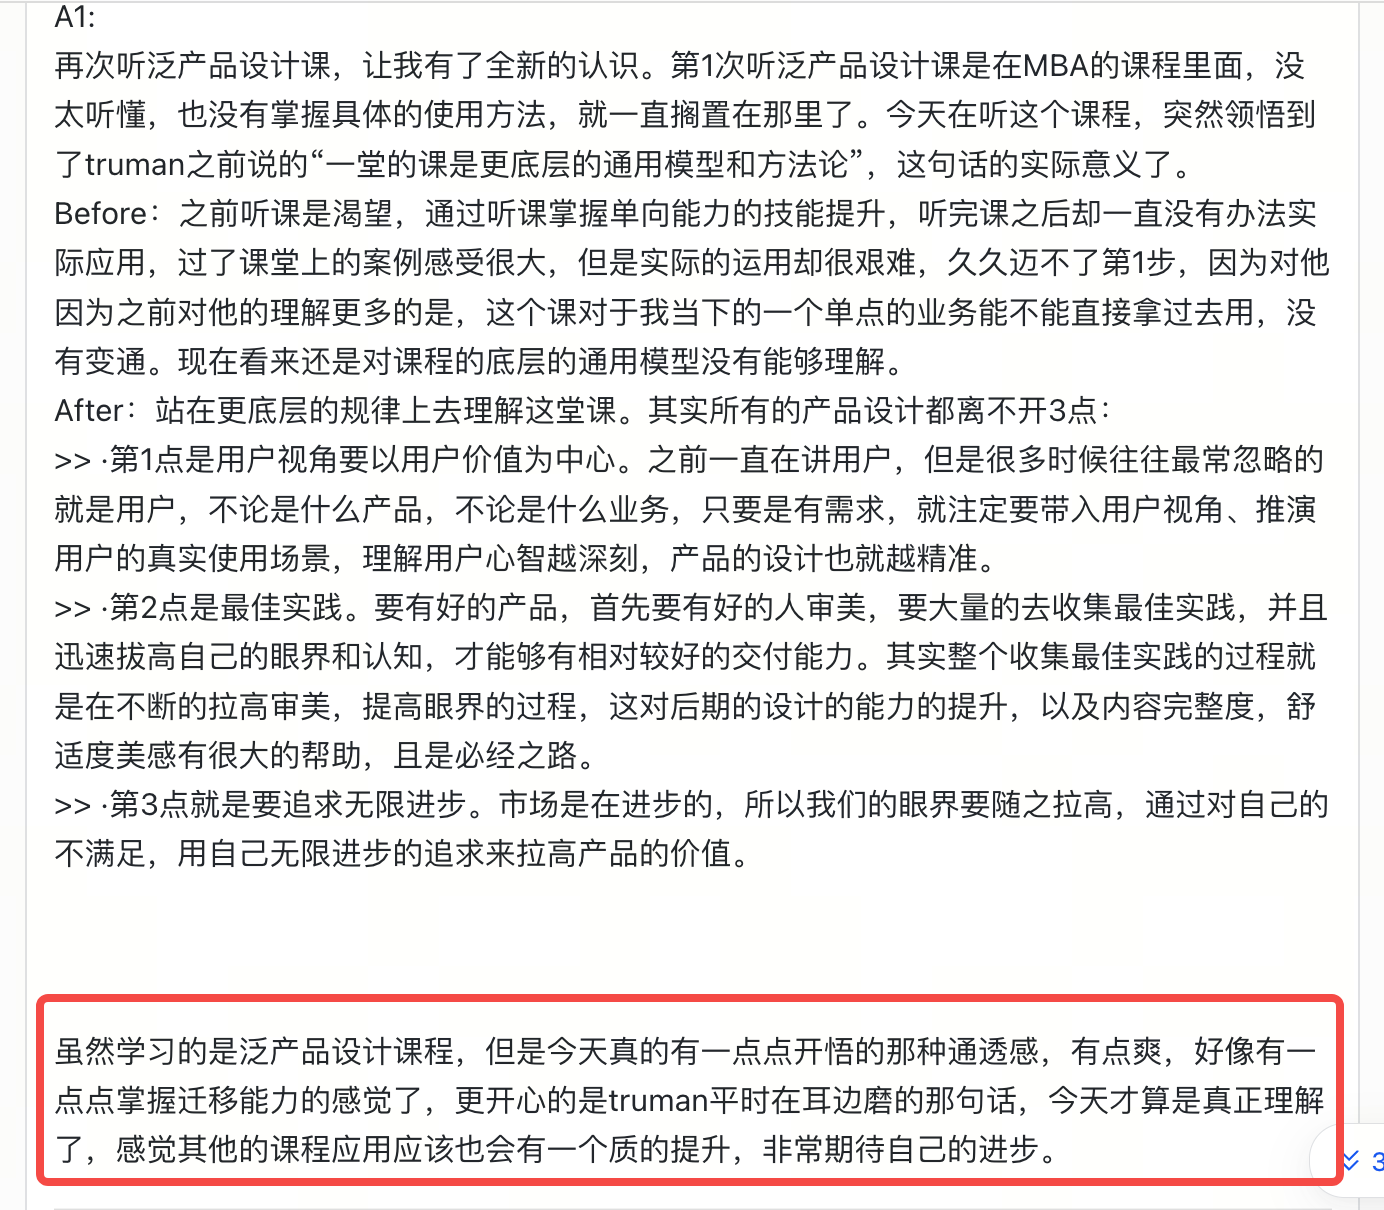 A1:
再次听泛产品设计课，让我有了全新的认识。第1次听泛产品设计课是在MBA的课程里面，没
太听懂，也没有掌握具体的使用方法，就一直搁置在那里了。今天在听这个课程，突然领悟到
了truman之前说的“一堂的课是更底层的通用模型和方法论”，这句话的实际意义了。
Before：之前听课是渴望，通过听课掌握单向能力的技能提升，听完课之后却一直没有办法实
际应用，过了课堂上的案例感受很大，但是实际的运用却很艰难，久久迈不了第1步，因为对他
因为之前对他的理解更多的是，这个课对于我当下的一个单点的业务能不能直接拿过去用，没
有变通。现在看来还是对课程的底层的通用模型没有能够理解。
After：站在更底层的规律上去理解这堂课。其实所有的产品设计都离不开3点：
>> ·第1点是用户视角要以用户价值为中心。之前一直在讲用户，但是很多时候往往最常忽略的
就是用户，不论是什么产品，不论是什么业务，只要是有需求，就注定要带入用户视角、推演
用户的真实使用场景，理解用户心智越深刻，产品的设计也就越精准。
>> ·第2点是最佳实践。要有好的产品，首先要有好的人审美，要大量的去收集最佳实践，并且
迅速拔高自己的眼界和认知，才能够有相对较好的交付能力。其实整个收集最佳实践的过程就
是在不断的拉高审美，提高眼界的过程，这对后期的设计的能力的提升，以及内容完整度，舒
适度美感有很大的帮助，且是必经之路。
>> ·第3点就是要追求无限进步。市场是在进步的，所以我们的眼界要随之拉高，通过对自己的
不满足，用自己无限进步的追求来拉高产品的价值。
虽然学习的是泛产品设计课程，但是今天真的有一点点开悟的那种通透感，有点爽，好像有一
点点掌握迁移能力的感觉了，更开心的是truman平时在耳边磨的那句话，今天才算是真正理解
了，感觉其他的课程应用应该也会有一个质的提升，非常期待自己的进步。
3